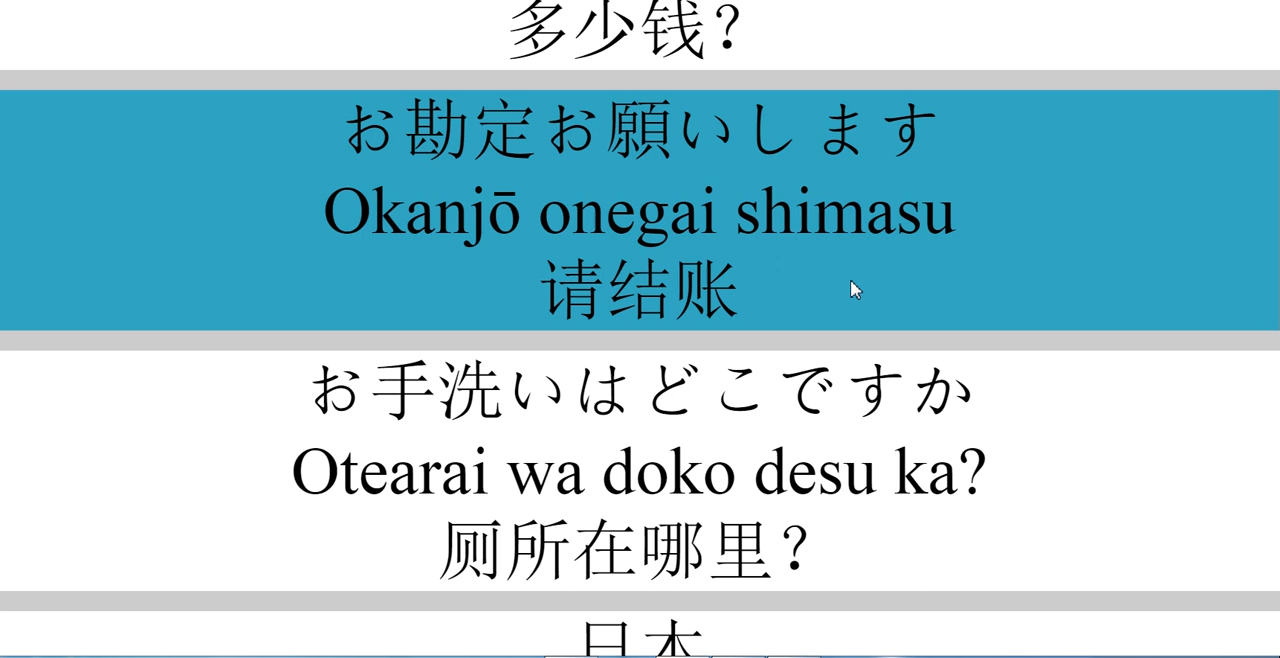 多少钱？
お勘定お願いします
Okanjō onegai shimasu
请结账
お手洗いはどこですか
Otearai wa doko desu ka?
厕所在哪里？
日本